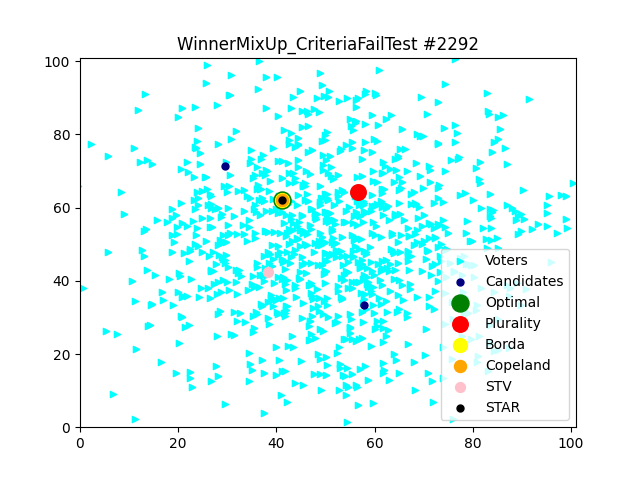 WinnerMixUp_CriteriaFailTest #2292
100
80
60
40
20
0
0 20 40 60 80 100
Voters
Candidates
Optimal
Plurality
Borda
Copeland
STV
STAR